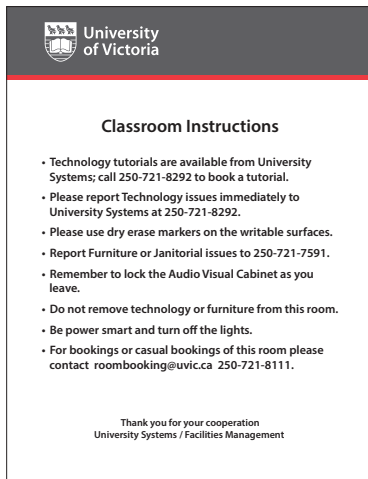 University
of Victoria
Classroom Instructions
• Technology tutorials are available from University
Systems; call 250-721-8292 to book a tutorial.
• Please report Technology issues immediately to
University Systems at 250-721-8292.
• Please use dry erase markers on the writable surfaces.
• Report Furniture or Janitorial issues to 250-721-7591.
• Remember to lock the Audio Visual Cabinet as you
leave.
• Do not remove technology or furniture from this room.
• Be power smart and turn off the lights.
• For bookings or casual bookings of this room please
contact roombooking@uvic.ca 250-721-8111.
Thank you for your cooperation
University Systems / Facilities Management